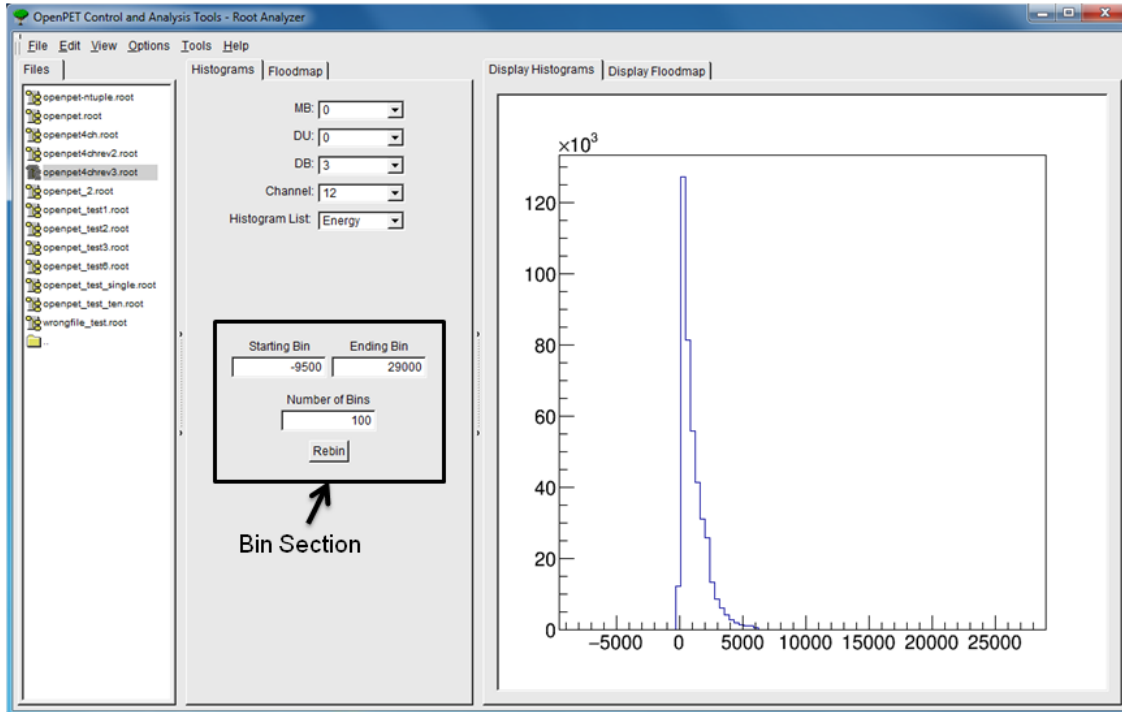 OpenPET Control and Analysis Tools - Root Analyzer
File Edit View Options Tools Help
Files
openpet-ntuple.root
openpet.root
openpet4ch.root
openpet4chrev2.root
openpet4chrev3.root
openpet_2.root
openpet_test1.root
openpet_test2.root
openpet_test3.root
openpet_test6.root
openpet_test_single.root
openpet_test_ten.root
wrongfile_test.root
..
Histograms Floodmap
MB: 0
DU: 0
DB: 3
Channel: 12
Histogram List: Energy
Starting Bin Ending Bin
-9500 29000
Number of Bins
100
Rebin
Bin Section
Display Histograms Display Floodmap
×10³
120
100
80
60
40
20
0
−5000 0 5000 10000 15000 20000 25000